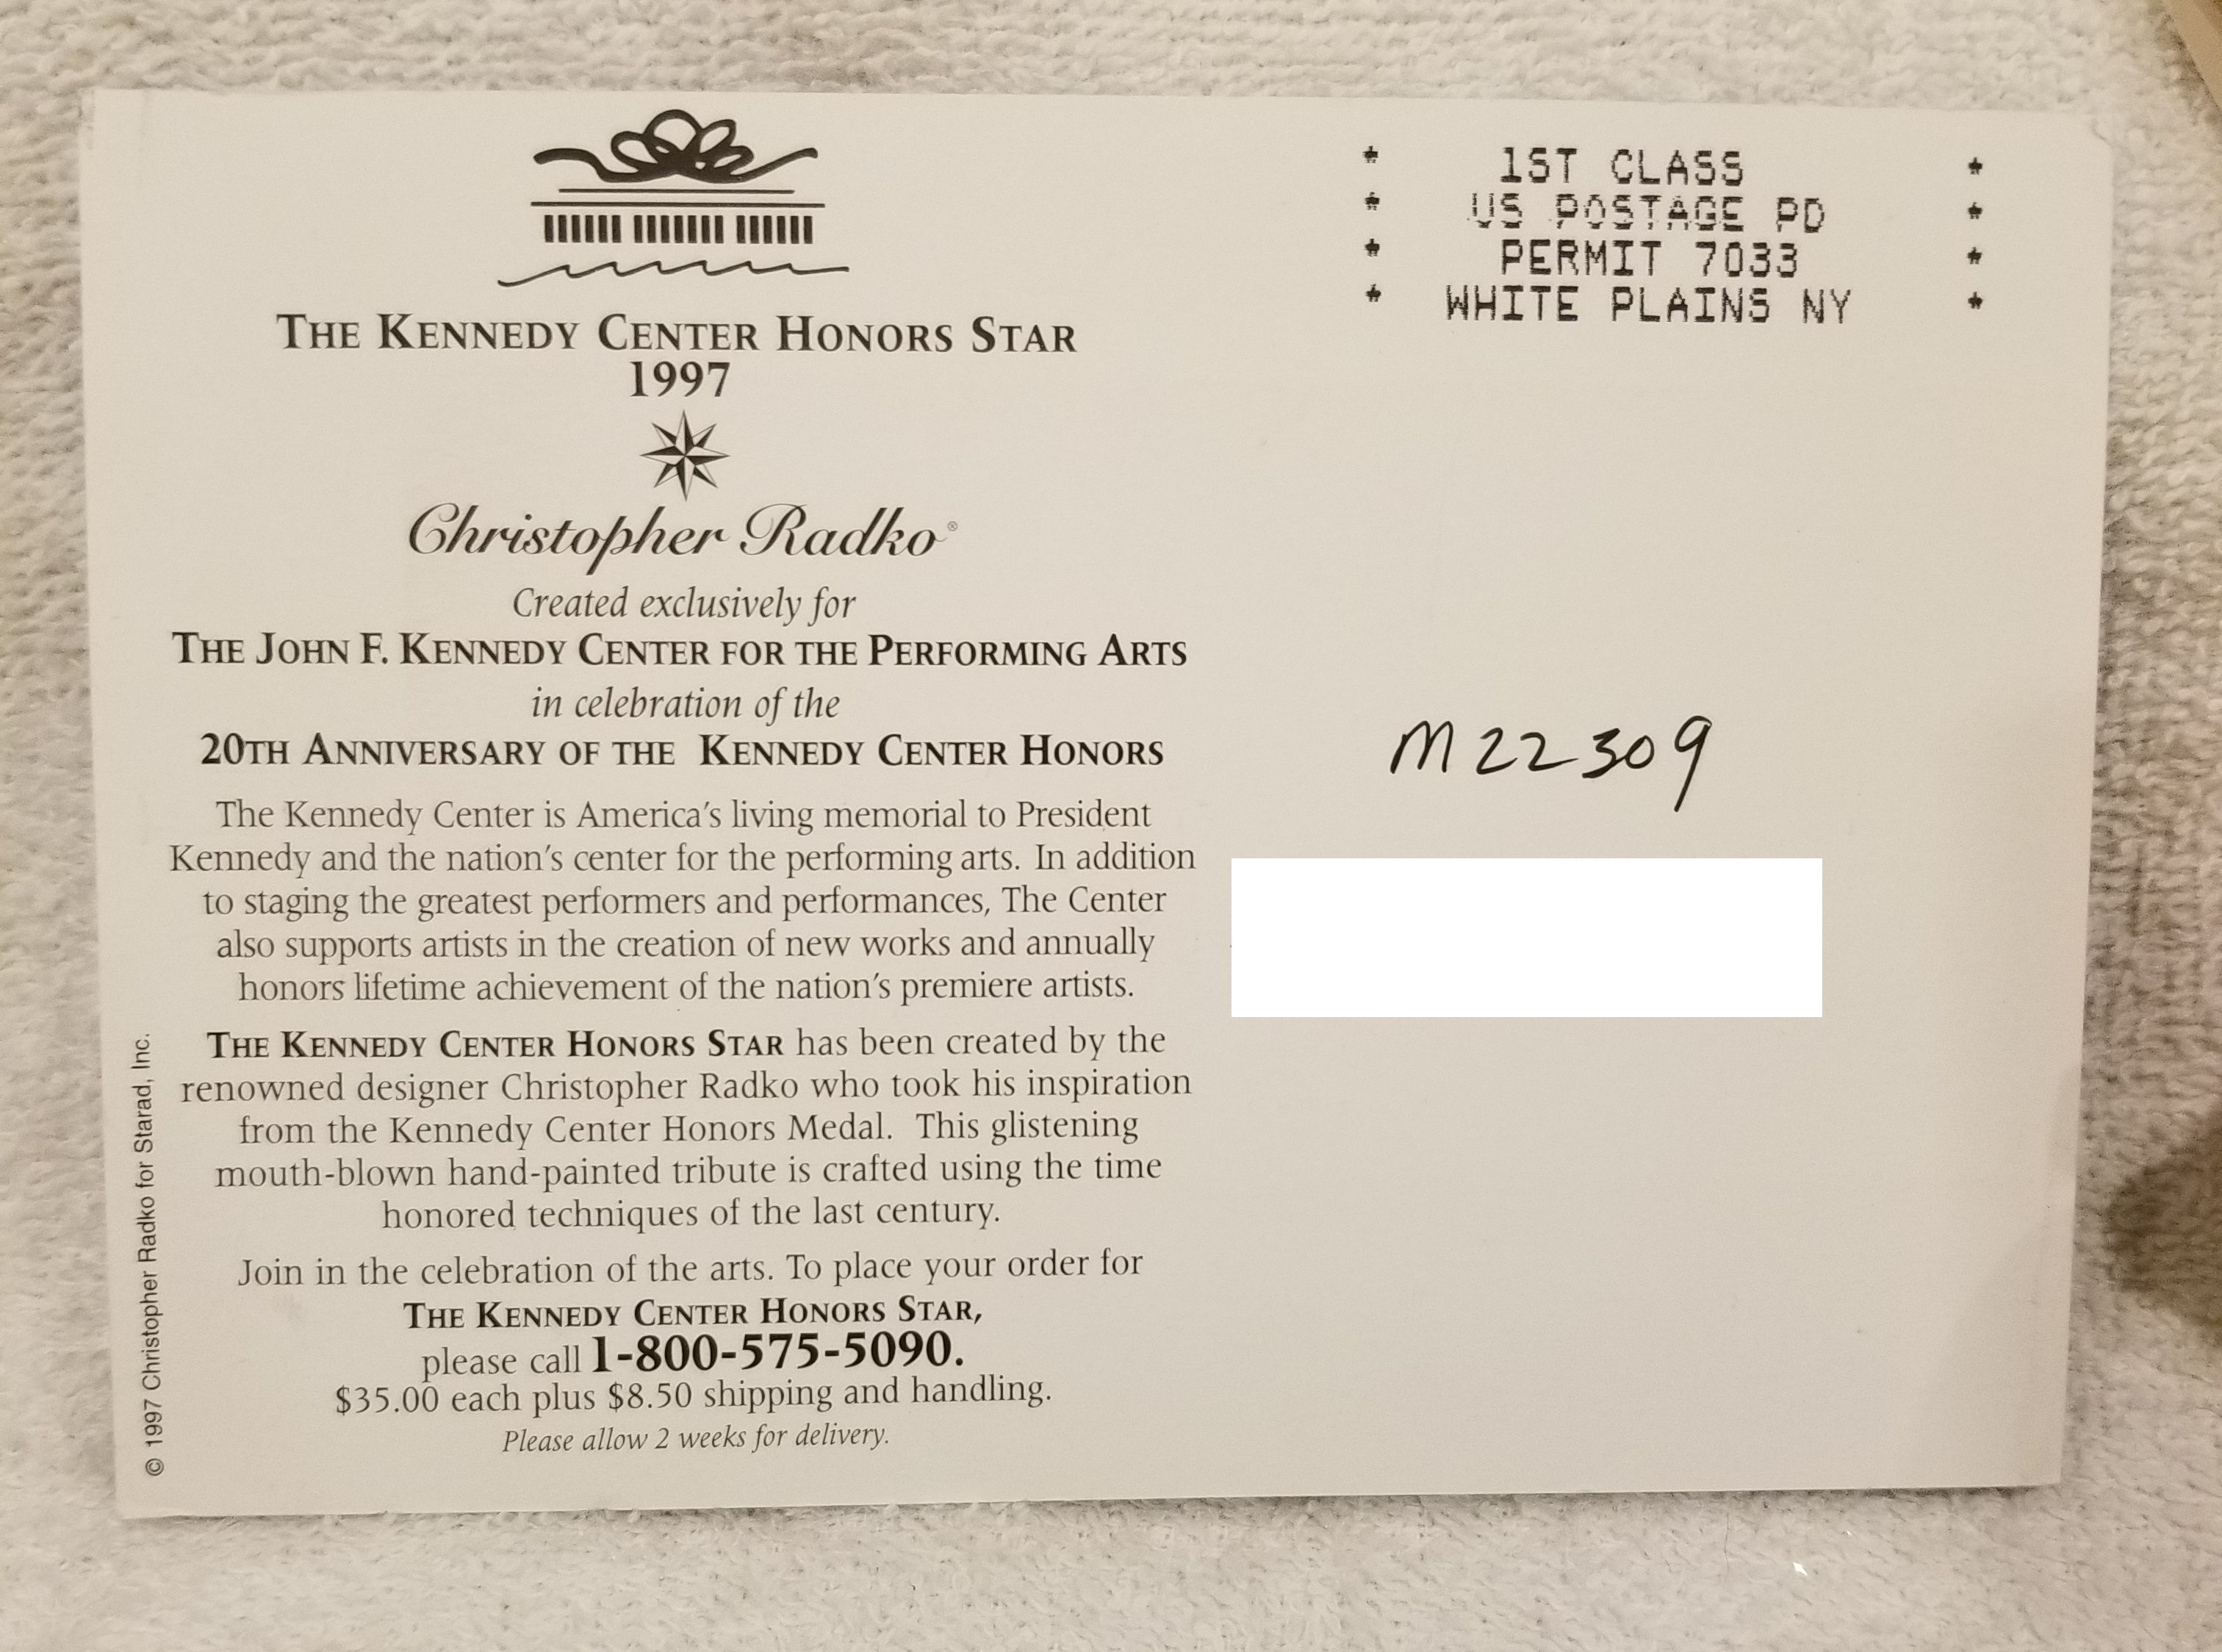 THE KENNEDY CENTER HONORS STAR
1997
Christopher Radko®
Created exclusively for
THE JOHN F. KENNEDY CENTER FOR THE PERFORMING ARTS
in celebration of the
20TH ANNIVERSARY OF THE KENNEDY CENTER HONORS
The Kennedy Center is America's living memorial to President
Kennedy and the nation's center for the performing arts. In addition
to staging the greatest performers and performances, The Center
also supports artists in the creation of new works and annually
honors lifetime achievement of the nation's premiere artists.
THE KENNEDY CENTER HONORS STAR has been created by the
renowned designer Christopher Radko who took his inspiration
from the Kennedy Center Honors Medal. This glistening
mouth-blown hand-painted tribute is crafted using the time
honored techniques of the last century.
Join in the celebration of the arts. To place your order for
THE KENNEDY CENTER HONORS STAR,
please call 1-800-575-5090.
$35.00 each plus $8.50 shipping and handling.
Please allow 2 weeks for delivery.
© 1997 Christopher Radko for Starad, Inc.
* 1ST CLASS *
* US POSTAGE PD *
* PERMIT 7033 *
* WHITE PLAINS NY *
M22309